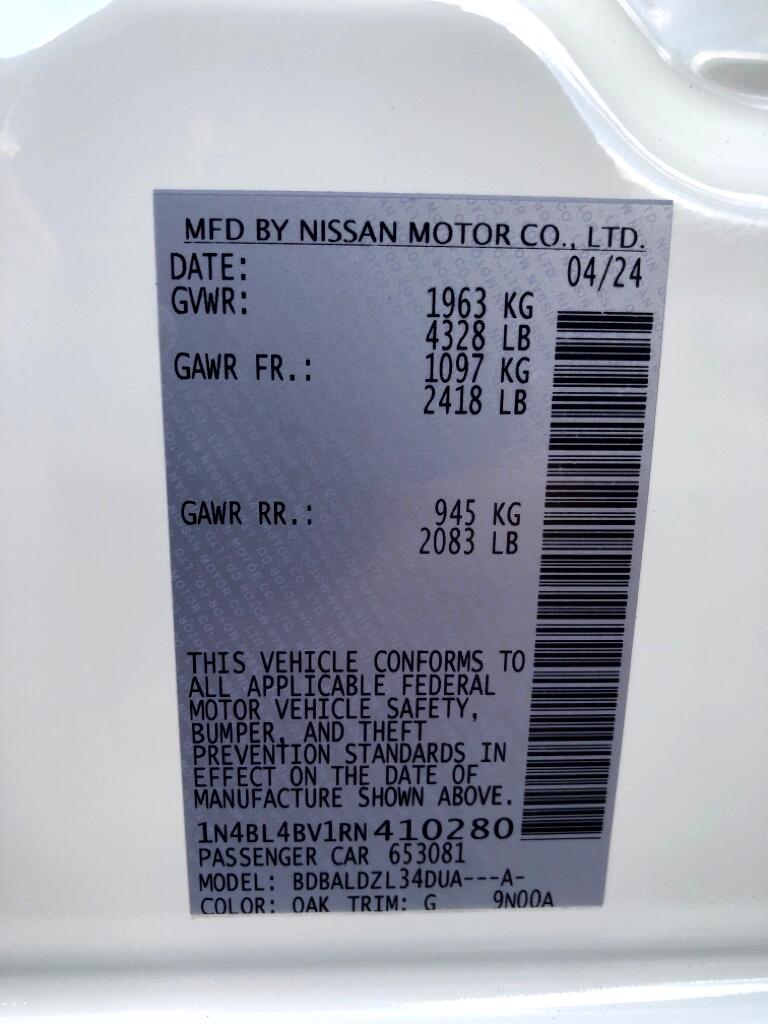 MFD BY NISSAN MOTOR CO., LTD.
DATE: 04/24
GVWR: 1963 KG
4328 LB
GAWR FR.: 1097 KG
2418 LB
GAWR RR.: 945 KG
2083 LB
THIS VEHICLE CONFORMS TO
ALL APPLICABLE FEDERAL
MOTOR VEHICLE SAFETY,
BUMPER, AND THEFT
PREVENTION STANDARDS IN
EFFECT ON THE DATE OF
MANUFACTURE SHOWN ABOVE.
1N4BL4BV1RN410280
PASSENGER CAR 653081
MODEL: BDBALDZL34DUA---A-
COLOR: OAK TRIM: G 9N00A